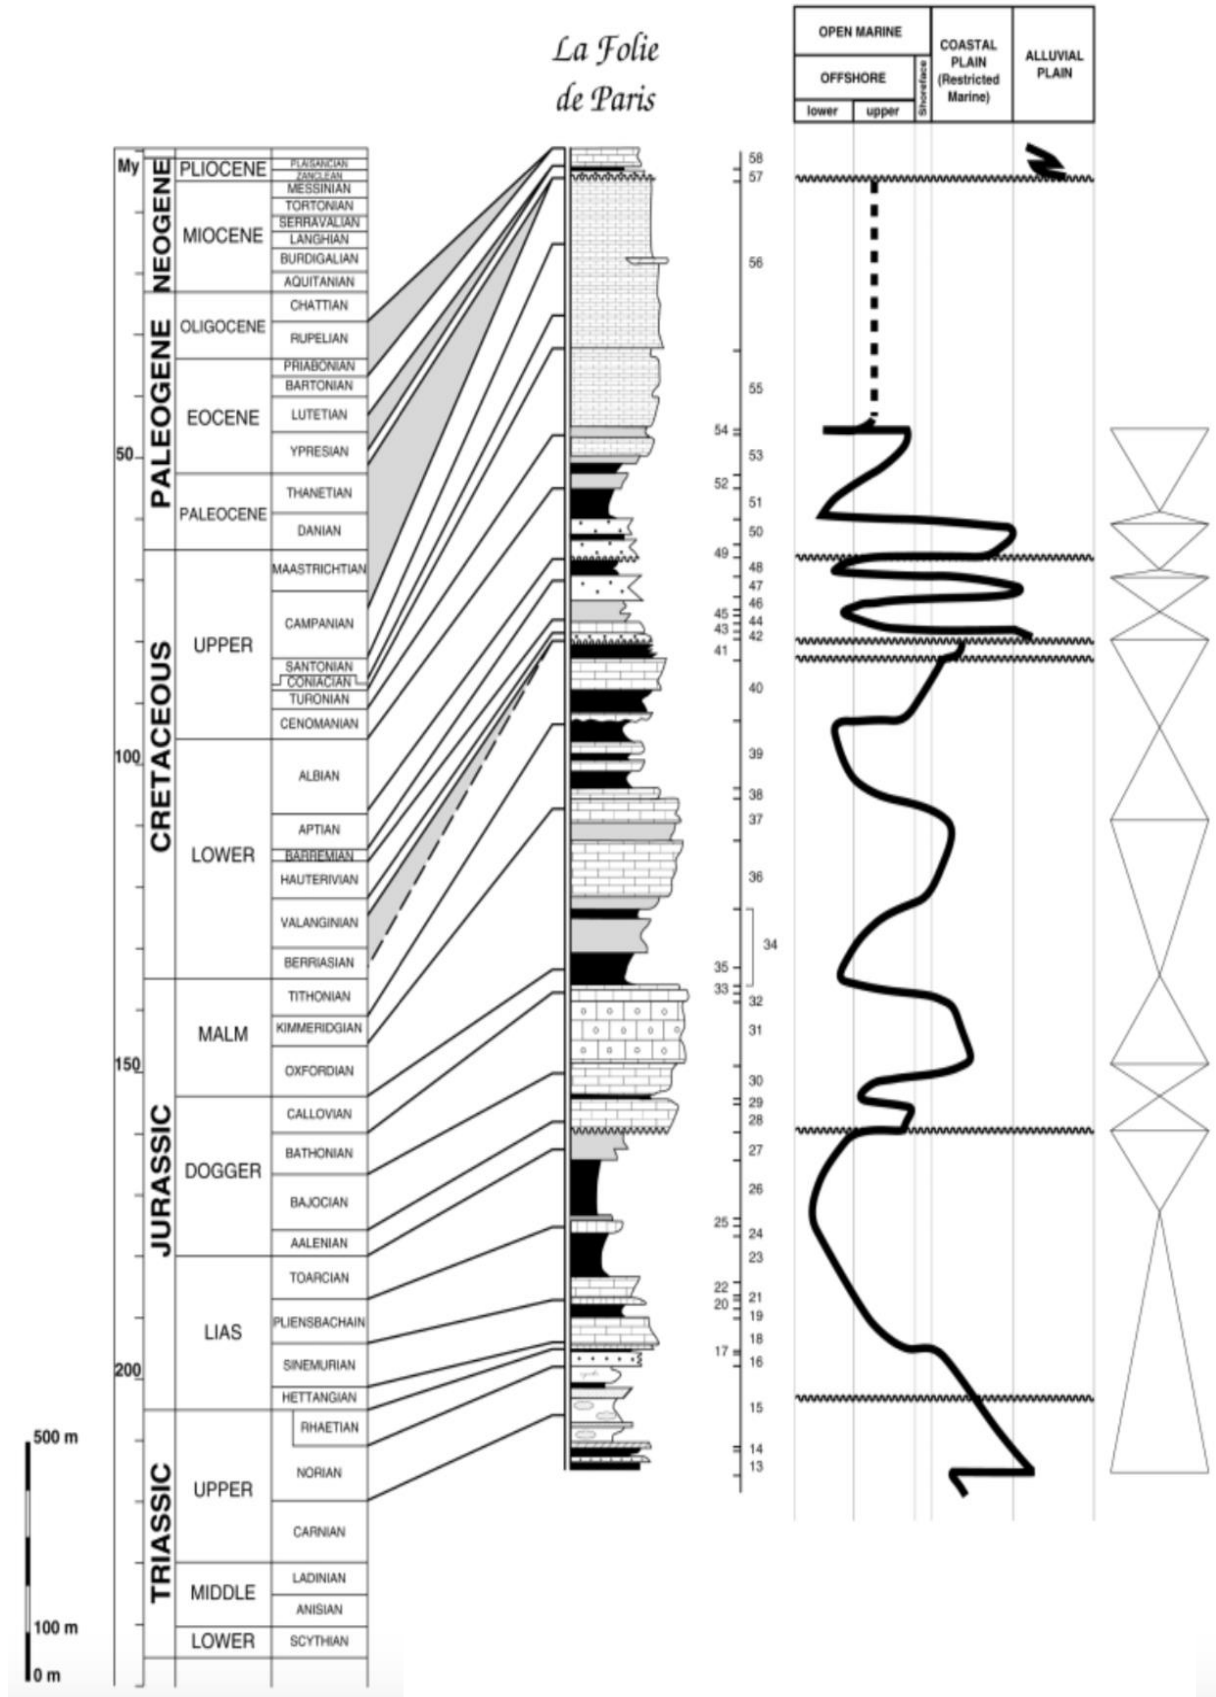 La Folie
de Paris
OPEN MARINE
OFFSHORE
lower
upper
Shoreface
COASTAL
PLAIN
(Restricted
Marine)
ALLUVIAL
PLAIN
My
50
100
150
200
NEOGENE
PALEOGENE
CRETACEOUS
JURASSIC
TRIASSIC
PLIOCENE
MIOCENE
OLIGOCENE
EOCENE
PALEOCENE
UPPER
LOWER
MALM
DOGGER
LIAS
UPPER
MIDDLE
LOWER
PLAISANCIAN
ZANCLEAN
MESSINIAN
TORTONIAN
SERRAVALIAN
LANGHIAN
BURDIGALIAN
AQUITANIAN
CHATTIAN
RUPELIAN
PRIABONIAN
BARTONIAN
LUTETIAN
YPRESIAN
THANETIAN
DANIAN
MAASTRICHTIAN
CAMPANIAN
SANTONIAN
CONIACIAN
TURONIAN
CENOMANIAN
ALBIAN
APTIAN
BARREMIAN
HAUTERIVIAN
VALANGINIAN
BERRIASIAN
TITHONIAN
KIMMERIDGIAN
OXFORDIAN
CALLOVIAN
BATHONIAN
BAJOCIAN
AALENIAN
TOARCIAN
PLIENSBACHAIN
SINEMURIAN
HETTANGIAN
RHAETIAN
NORIAN
CARNIAN
LADINIAN
ANISIAN
SCYTHIAN
58
57
56
55
54
53
52
51
50
49
48
47
46
45
44
43
42
41
40
39
38
37
36
34
35
33
32
31
30
29
28
27
26
25
24
23
22
21
20
19
18
17
16
15
14
13
500 m
100 m
0 m